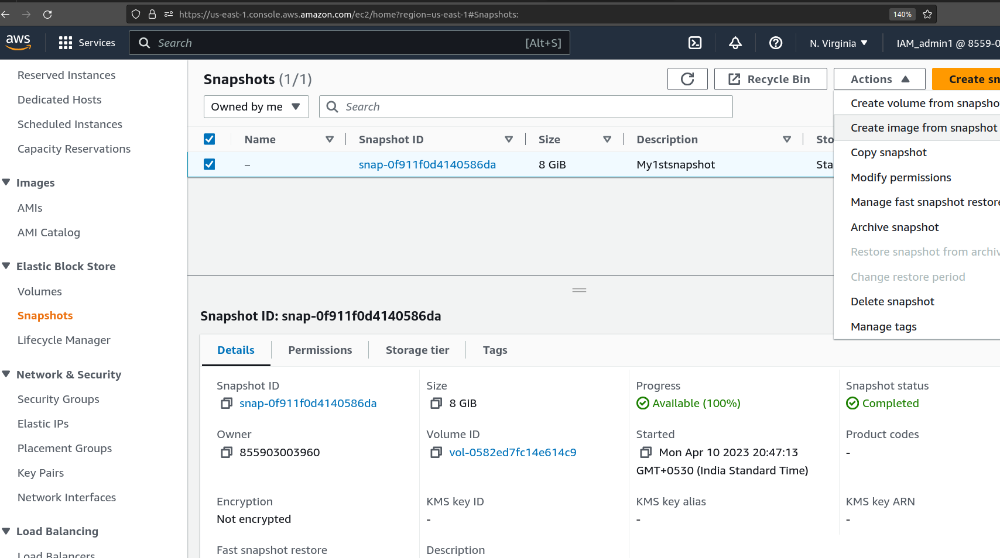 https://us-east-1.console.aws.amazon.com/ec2/home?region=us-east-1#Snapshots:
140%
aws
Services
Search
[Alt+S]
N. Virginia
IAM_admin1 @ 8559-0
Reserved Instances
Dedicated Hosts
Scheduled Instances
Capacity Reservations
Images
AMIs
AMI Catalog
Elastic Block Store
Volumes
Snapshots
Lifecycle Manager
Network & Security
Security Groups
Elastic IPs
Placement Groups
Key Pairs
Network Interfaces
Load Balancing
Load Balancers
Snapshots (1/1)
Recycle Bin
Actions
Create sn
Owned by me
Search
Name
Snapshot ID
Size
Description
Sto
–
snap-0f911f0d4140586da
8 GiB
My1stsnapshot
Sta
Create volume from snapsho
Create image from snapshot
Copy snapshot
Modify permissions
Manage fast snapshot restore
Archive snapshot
Restore snapshot from archiv
Change restore period
Delete snapshot
Manage tags
Snapshot ID: snap-0f911f0d4140586da
Details
Permissions
Storage tier
Tags
Snapshot ID
snap-0f911f0d4140586da
Size
8 GiB
Progress
Available (100%)
Snapshot status
Completed
Owner
855903003960
Volume ID
vol-0582ed7fc14e614c9
Started
Mon Apr 10 2023 20:47:13
GMT+0530 (India Standard Time)
Product codes
-
Encryption
Not encrypted
KMS key ID
-
KMS key alias
-
KMS key ARN
-
Fast snapshot restore
Description